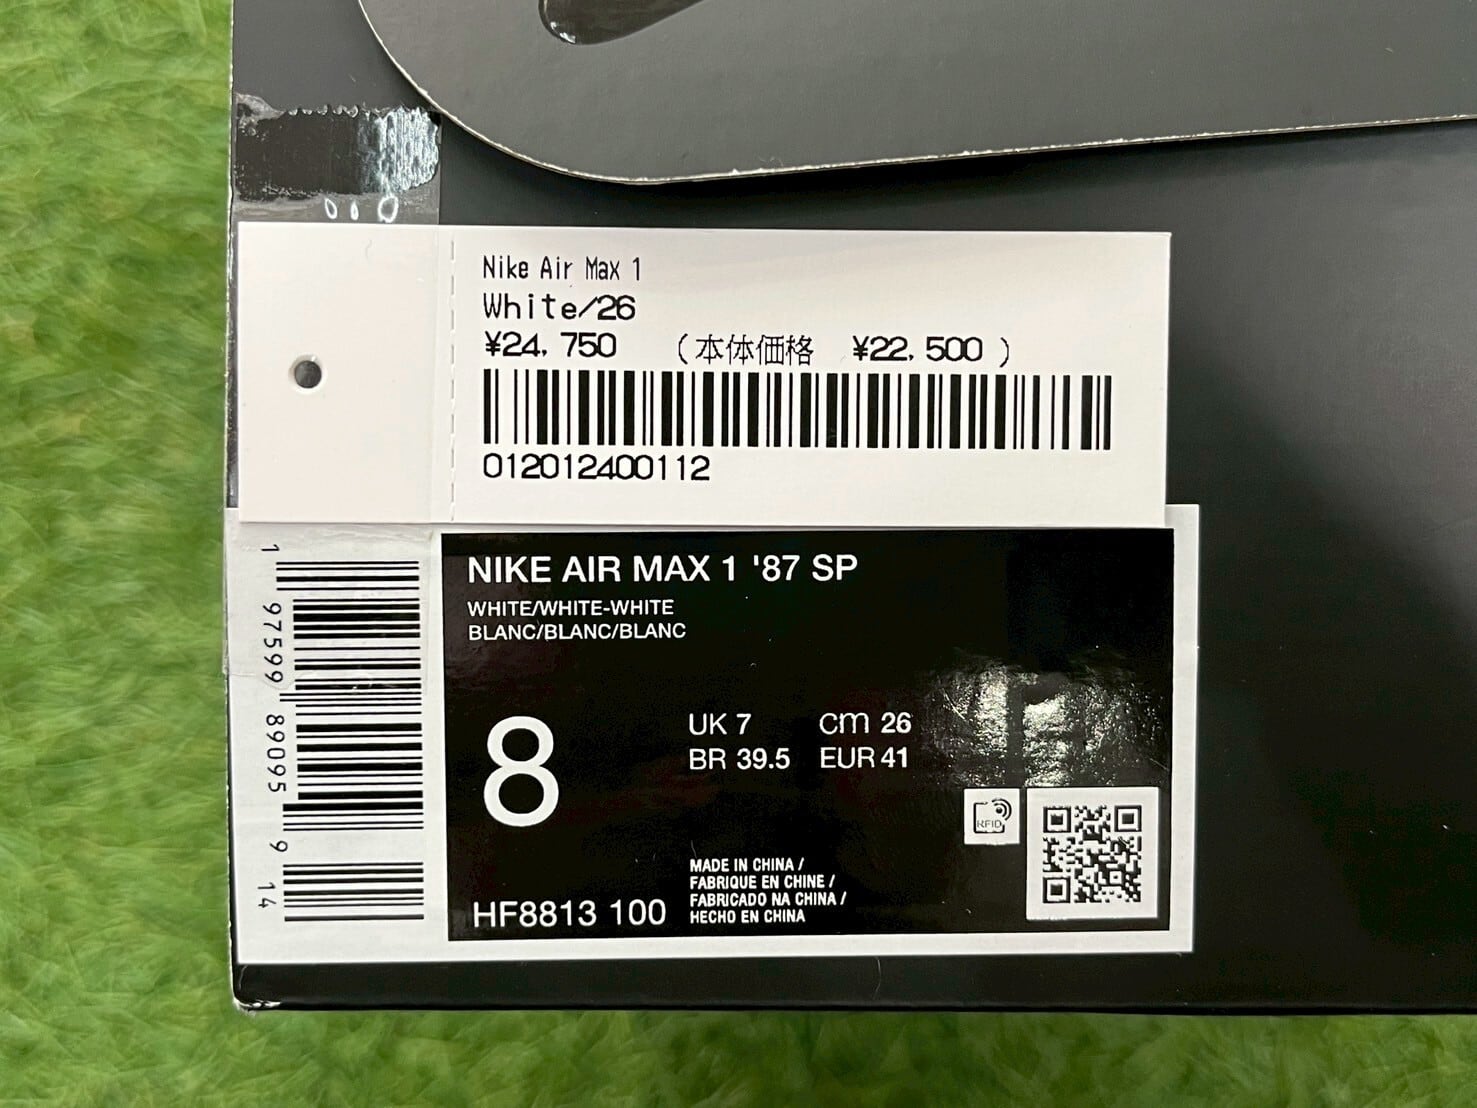 Nike Air Max 1
White/26
¥24,750 (本体価格 ¥22,500 )
012012400112
1 97599 89095 9 14
NIKE AIR MAX 1 '87 SP
WHITE/WHITE-WHITE
BLANC/BLANC/BLANC
8
UK 7 cm 26
BR 39.5 EUR 41
RFID
MADE IN CHINA /
FABRIQUE EN CHINE /
FABRICADO NA CHINA /
HECHO EN CHINA
HF8813 100